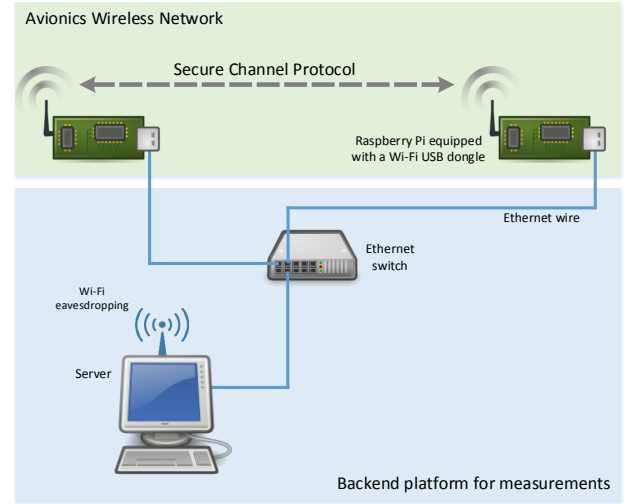 Avionics Wireless Network
Secure Channel Protocol
Raspberry Pi equipped
with a Wi-Fi USB dongle
Ethernet wire
Ethernet
switch
Wi-Fi
eavesdropping
Server
Backend platform for measurements